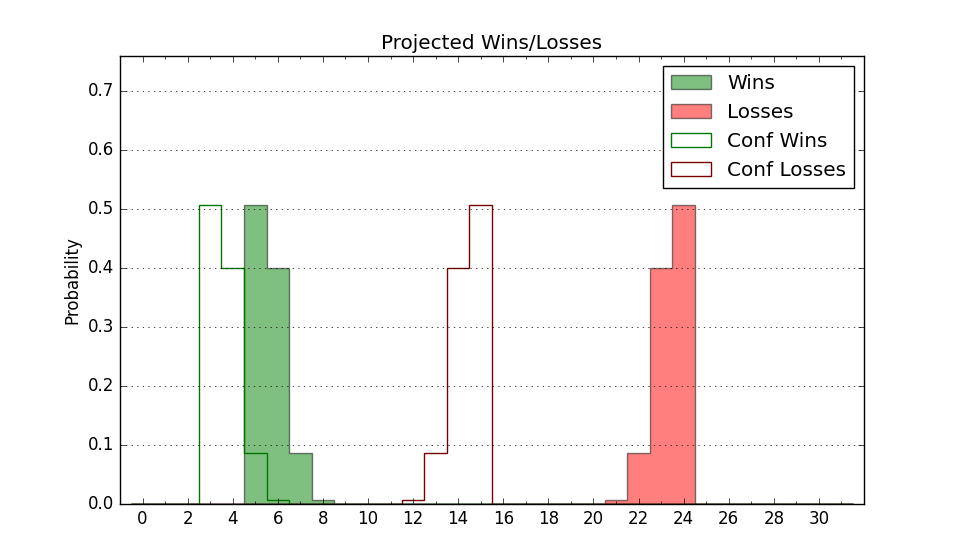 Projected Wins/Losses
Wins
Losses
Conf Wins
Conf Losses
Probability
0.7
0.6
0.5
0.4
0.3
0.2
0.1
0.0
0 2 4 6 8 10 12 14 16 18 20 22 24 26 28 30